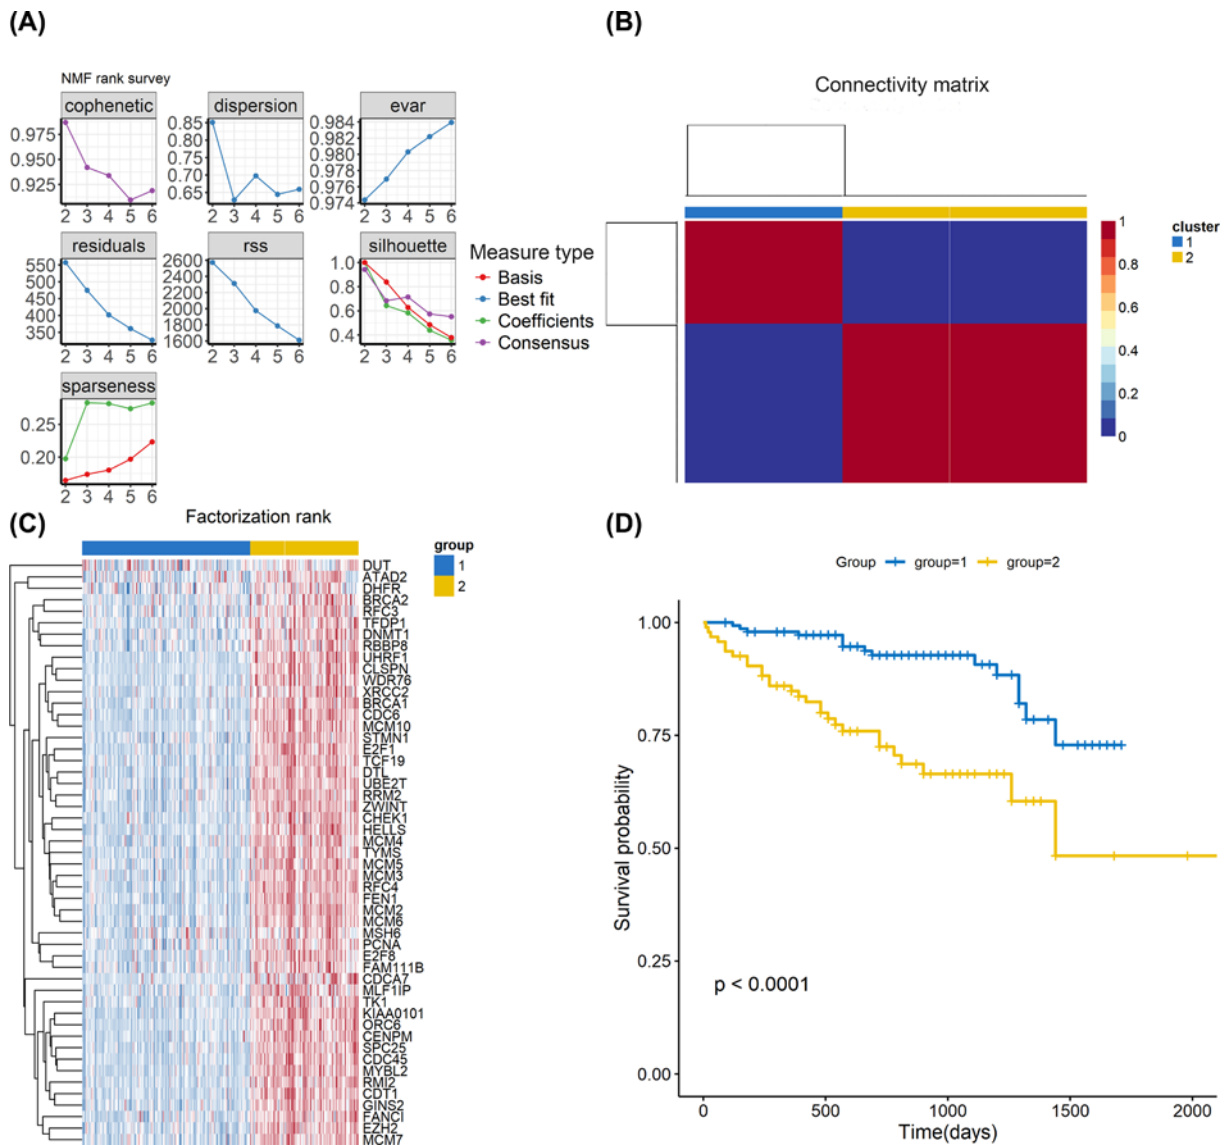 (A)
NMF rank survey
cophenetic
dispersion
evar
0.975
0.950
0.925
2 3 4 5 6
0.85
0.80
0.75
0.70
0.65
2 3 4 5 6
0.984
0.982
0.980
0.978
0.976
0.974
2 3 4 5 6
residuals
rss
silhouette
550
500
450
400
350
2 3 4 5 6
2600
2400
2200
2000
1800
1600
2 3 4 5 6
1.0
0.8
0.6
0.4
2 3 4 5 6
Measure type
Basis
Best fit
Coefficients
Consensus
sparseness
0.25
0.20
2 3 4 5 6
Factorization rank
(B)
Connectivity matrix
1
0.8
0.6
0.4
0.2
0
cluster
1
2
(C)
group
1
2
DUT
ATAD2
DHFR
BRCA2
RFC3
TFDP1
DNMT1
RBBP8
UHRF1
CLSPN
WDR76
XRCC2
BRCA1
CDC6
MCM10
STMN1
E2F1
TCF19
DTL
UBE2T
RRM2
ZWINT
CHEK1
HELLS
MCM4
TYMS
MCM5
MCM3
RFC4
FEN1
MCM2
MCM6
MSH6
PCNA
E2F8
FAM111B
CDCA7
MLF1IP
TK1
KIAA0101
ORC6
CENPM
SPC25
CDC45
MYBL2
RMI2
CDT1
GINS2
FANCI
EZH2
MCM7
(D)
Group group=1 group=2
Survival probability
1.00
0.75
0.50
0.25
0.00
p < 0.0001
0 500 1000 1500 2000
Time(days)